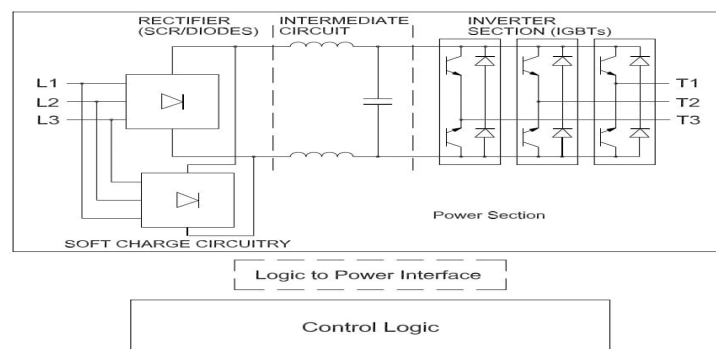 RECTIFIER
(SCR/DIODES)
INTERMEDIATE
CIRCUIT
INVERTER
SECTION (IGBTs)
L1
L2
L3
T1
T2
T3
Power Section
SOFT CHARGE CIRCUITRY
Logic to Power Interface
Control Logic